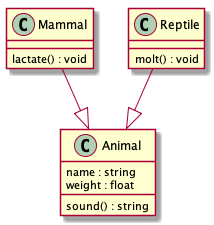 C Mammal
lactate() : void
C Reptile
molt() : void
C Animal
name : string
weight : float
sound() : string